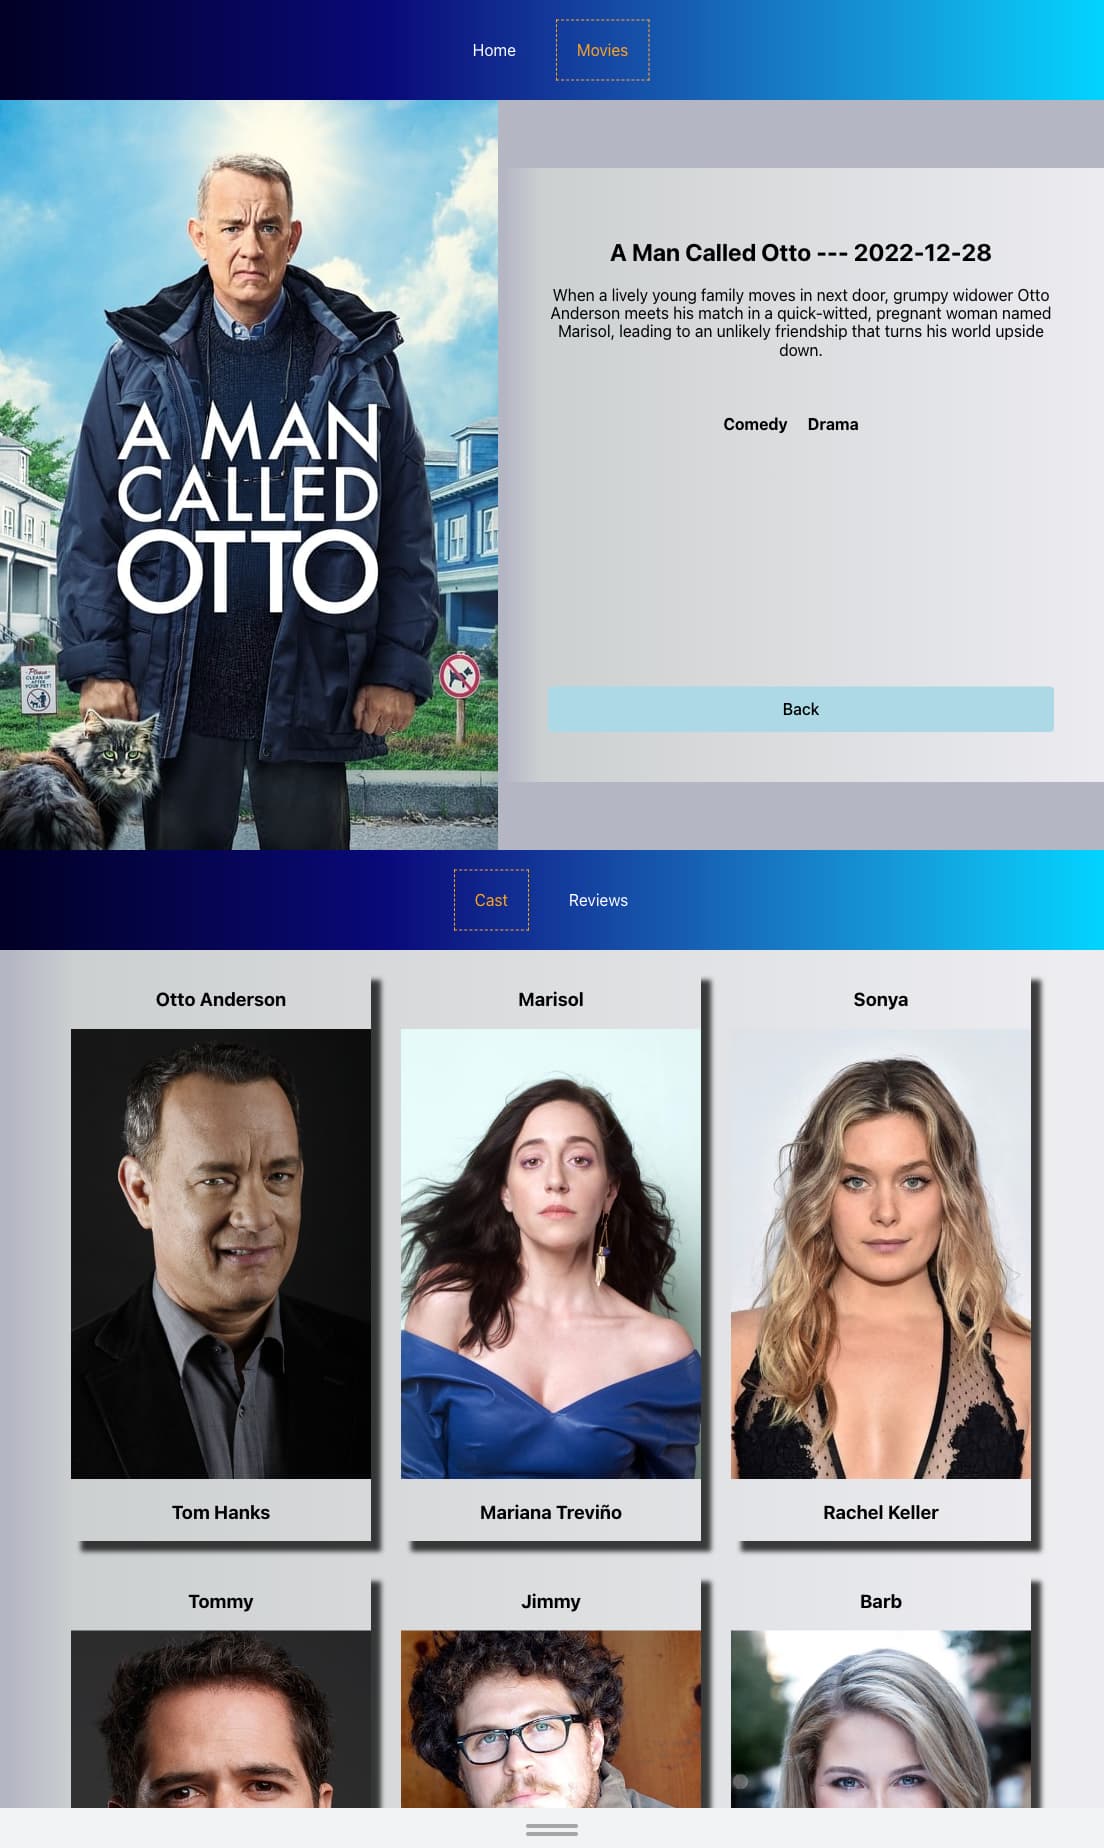 Home
Movies
A MAN
CALLED
OTTO
Please
CLEAN UP
AFTER
YOUR PET!
A Man Called Otto --- 2022-12-28
When a lively young family moves in next door, grumpy widower Otto
Anderson meets his match in a quick-witted, pregnant woman named
Marisol, leading to an unlikely friendship that turns his world upside
down.
Comedy
Drama
Back
Cast
Reviews
Otto Anderson
Marisol
Sonya
Tom Hanks
Mariana Treviño
Rachel Keller
Tommy
Jimmy
Barb